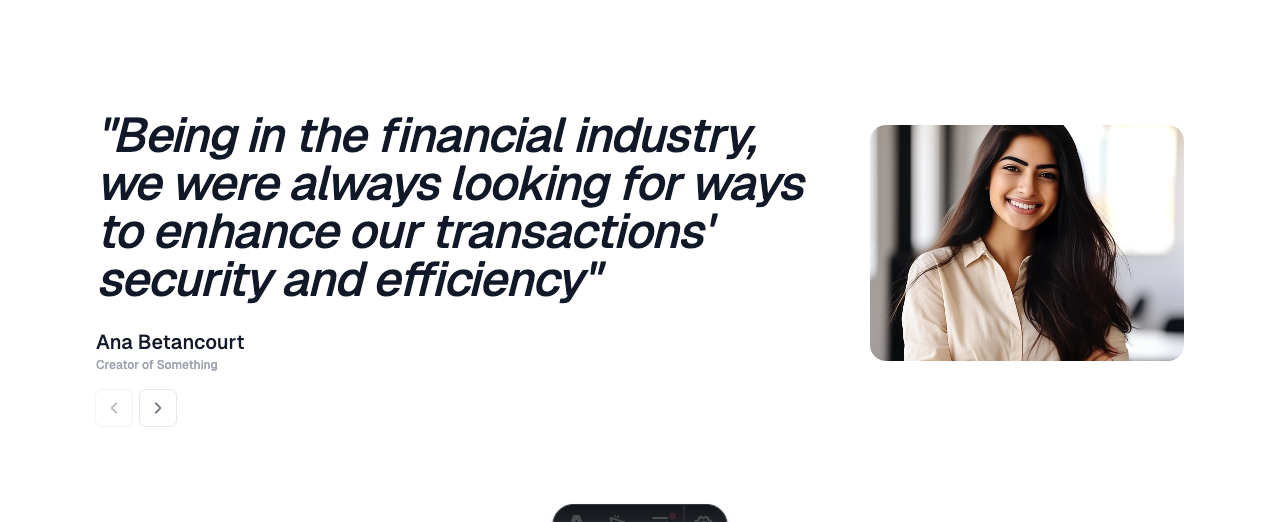 "Being in the financial industry,
we were always looking for ways
to enhance our transactions'
security and efficiency"
Ana Betancourt
Creator of Something